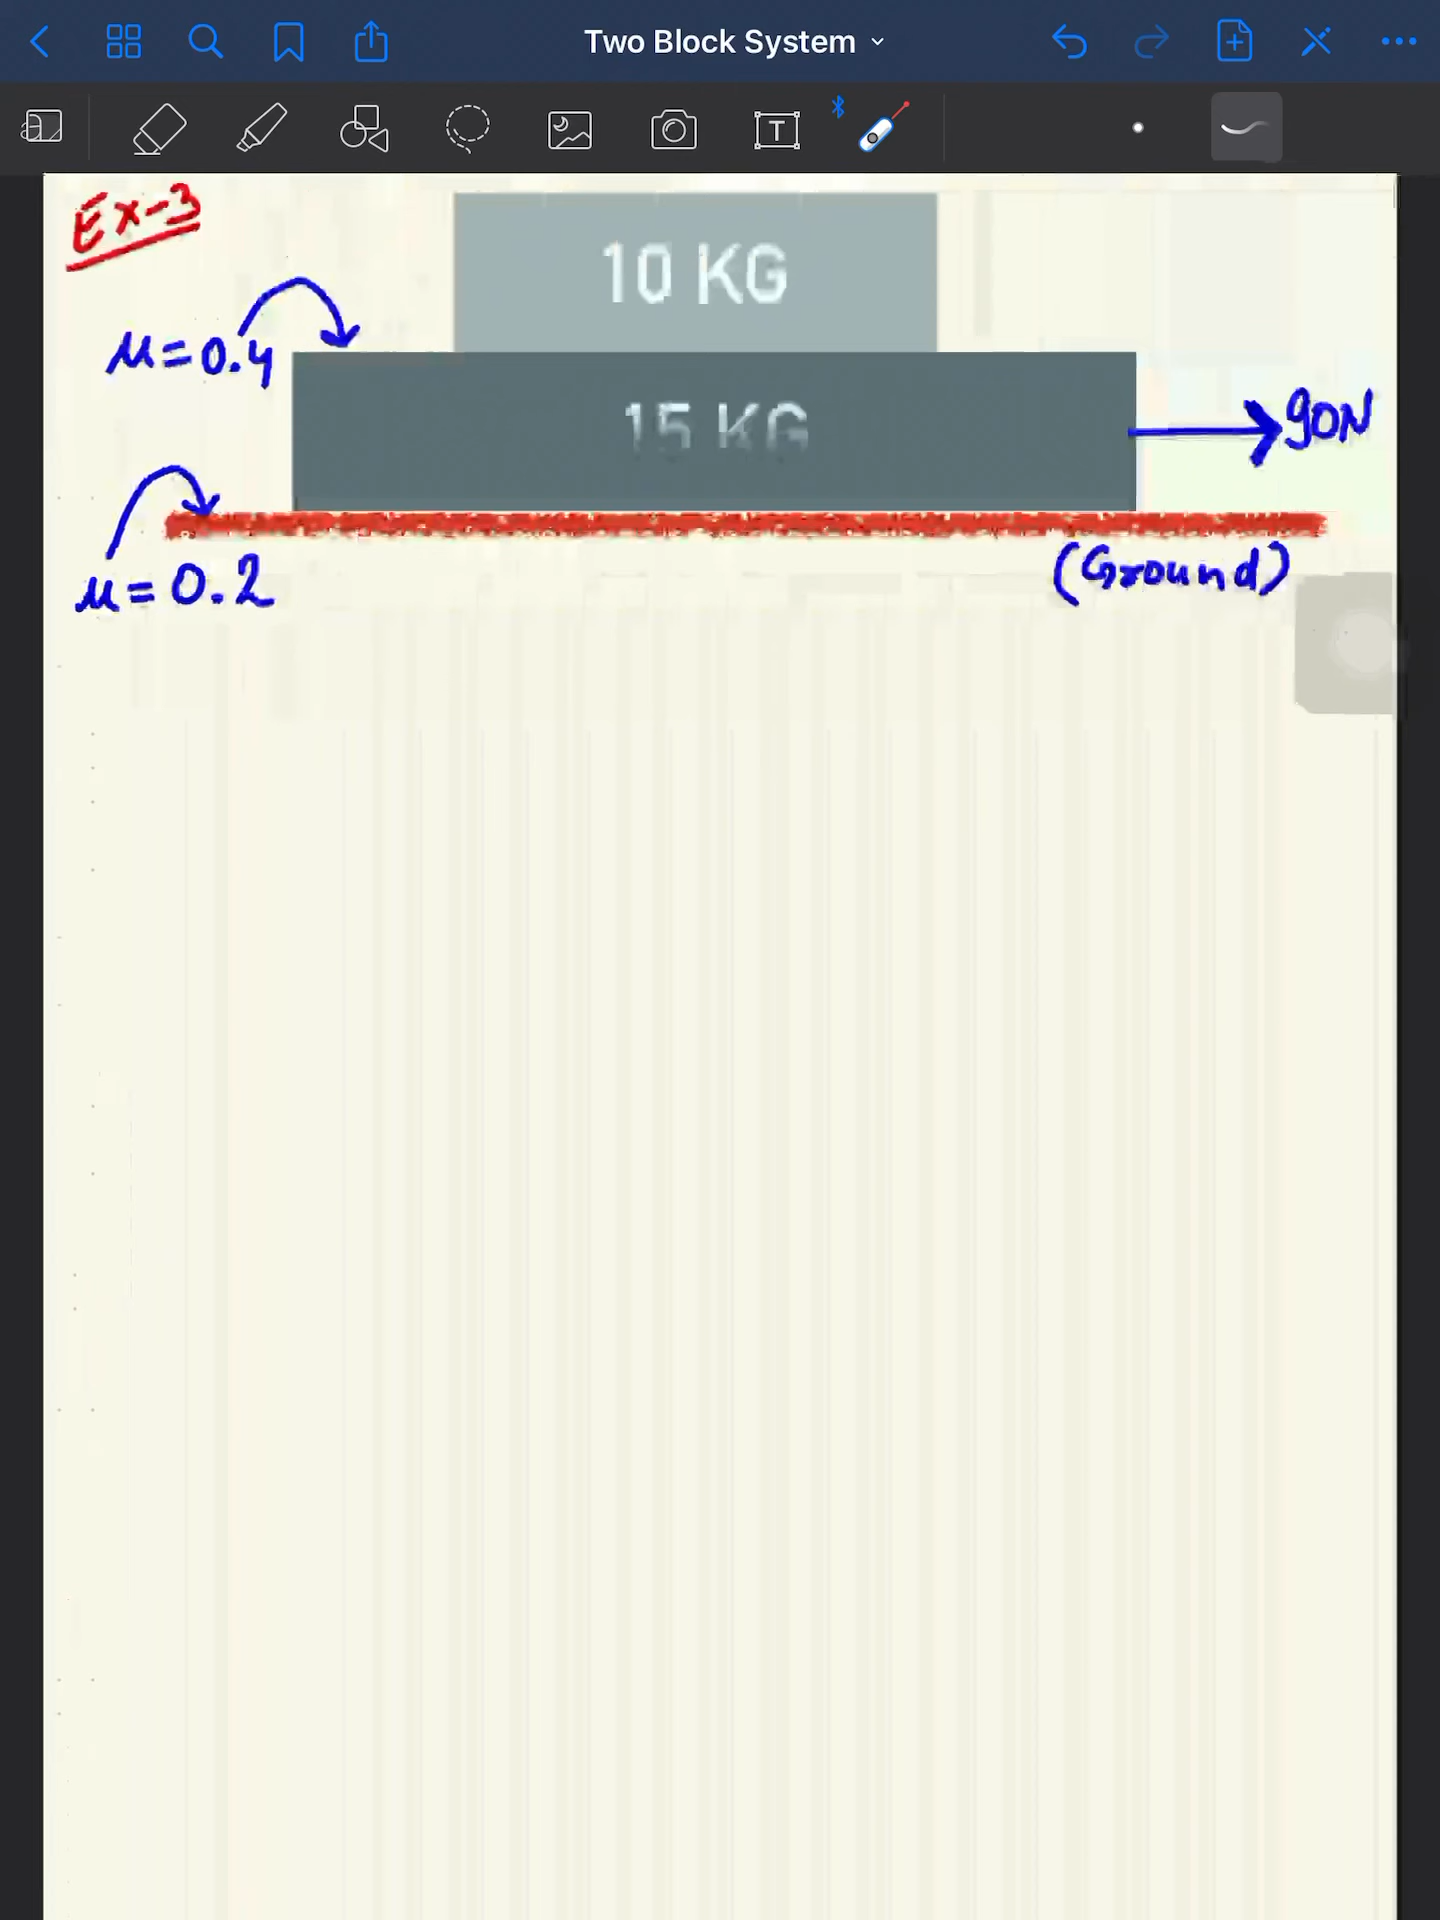 Two Block System
T
Ex-3
10 KG
μ=0.4
15 KG
90N
μ=0.2
(Ground)